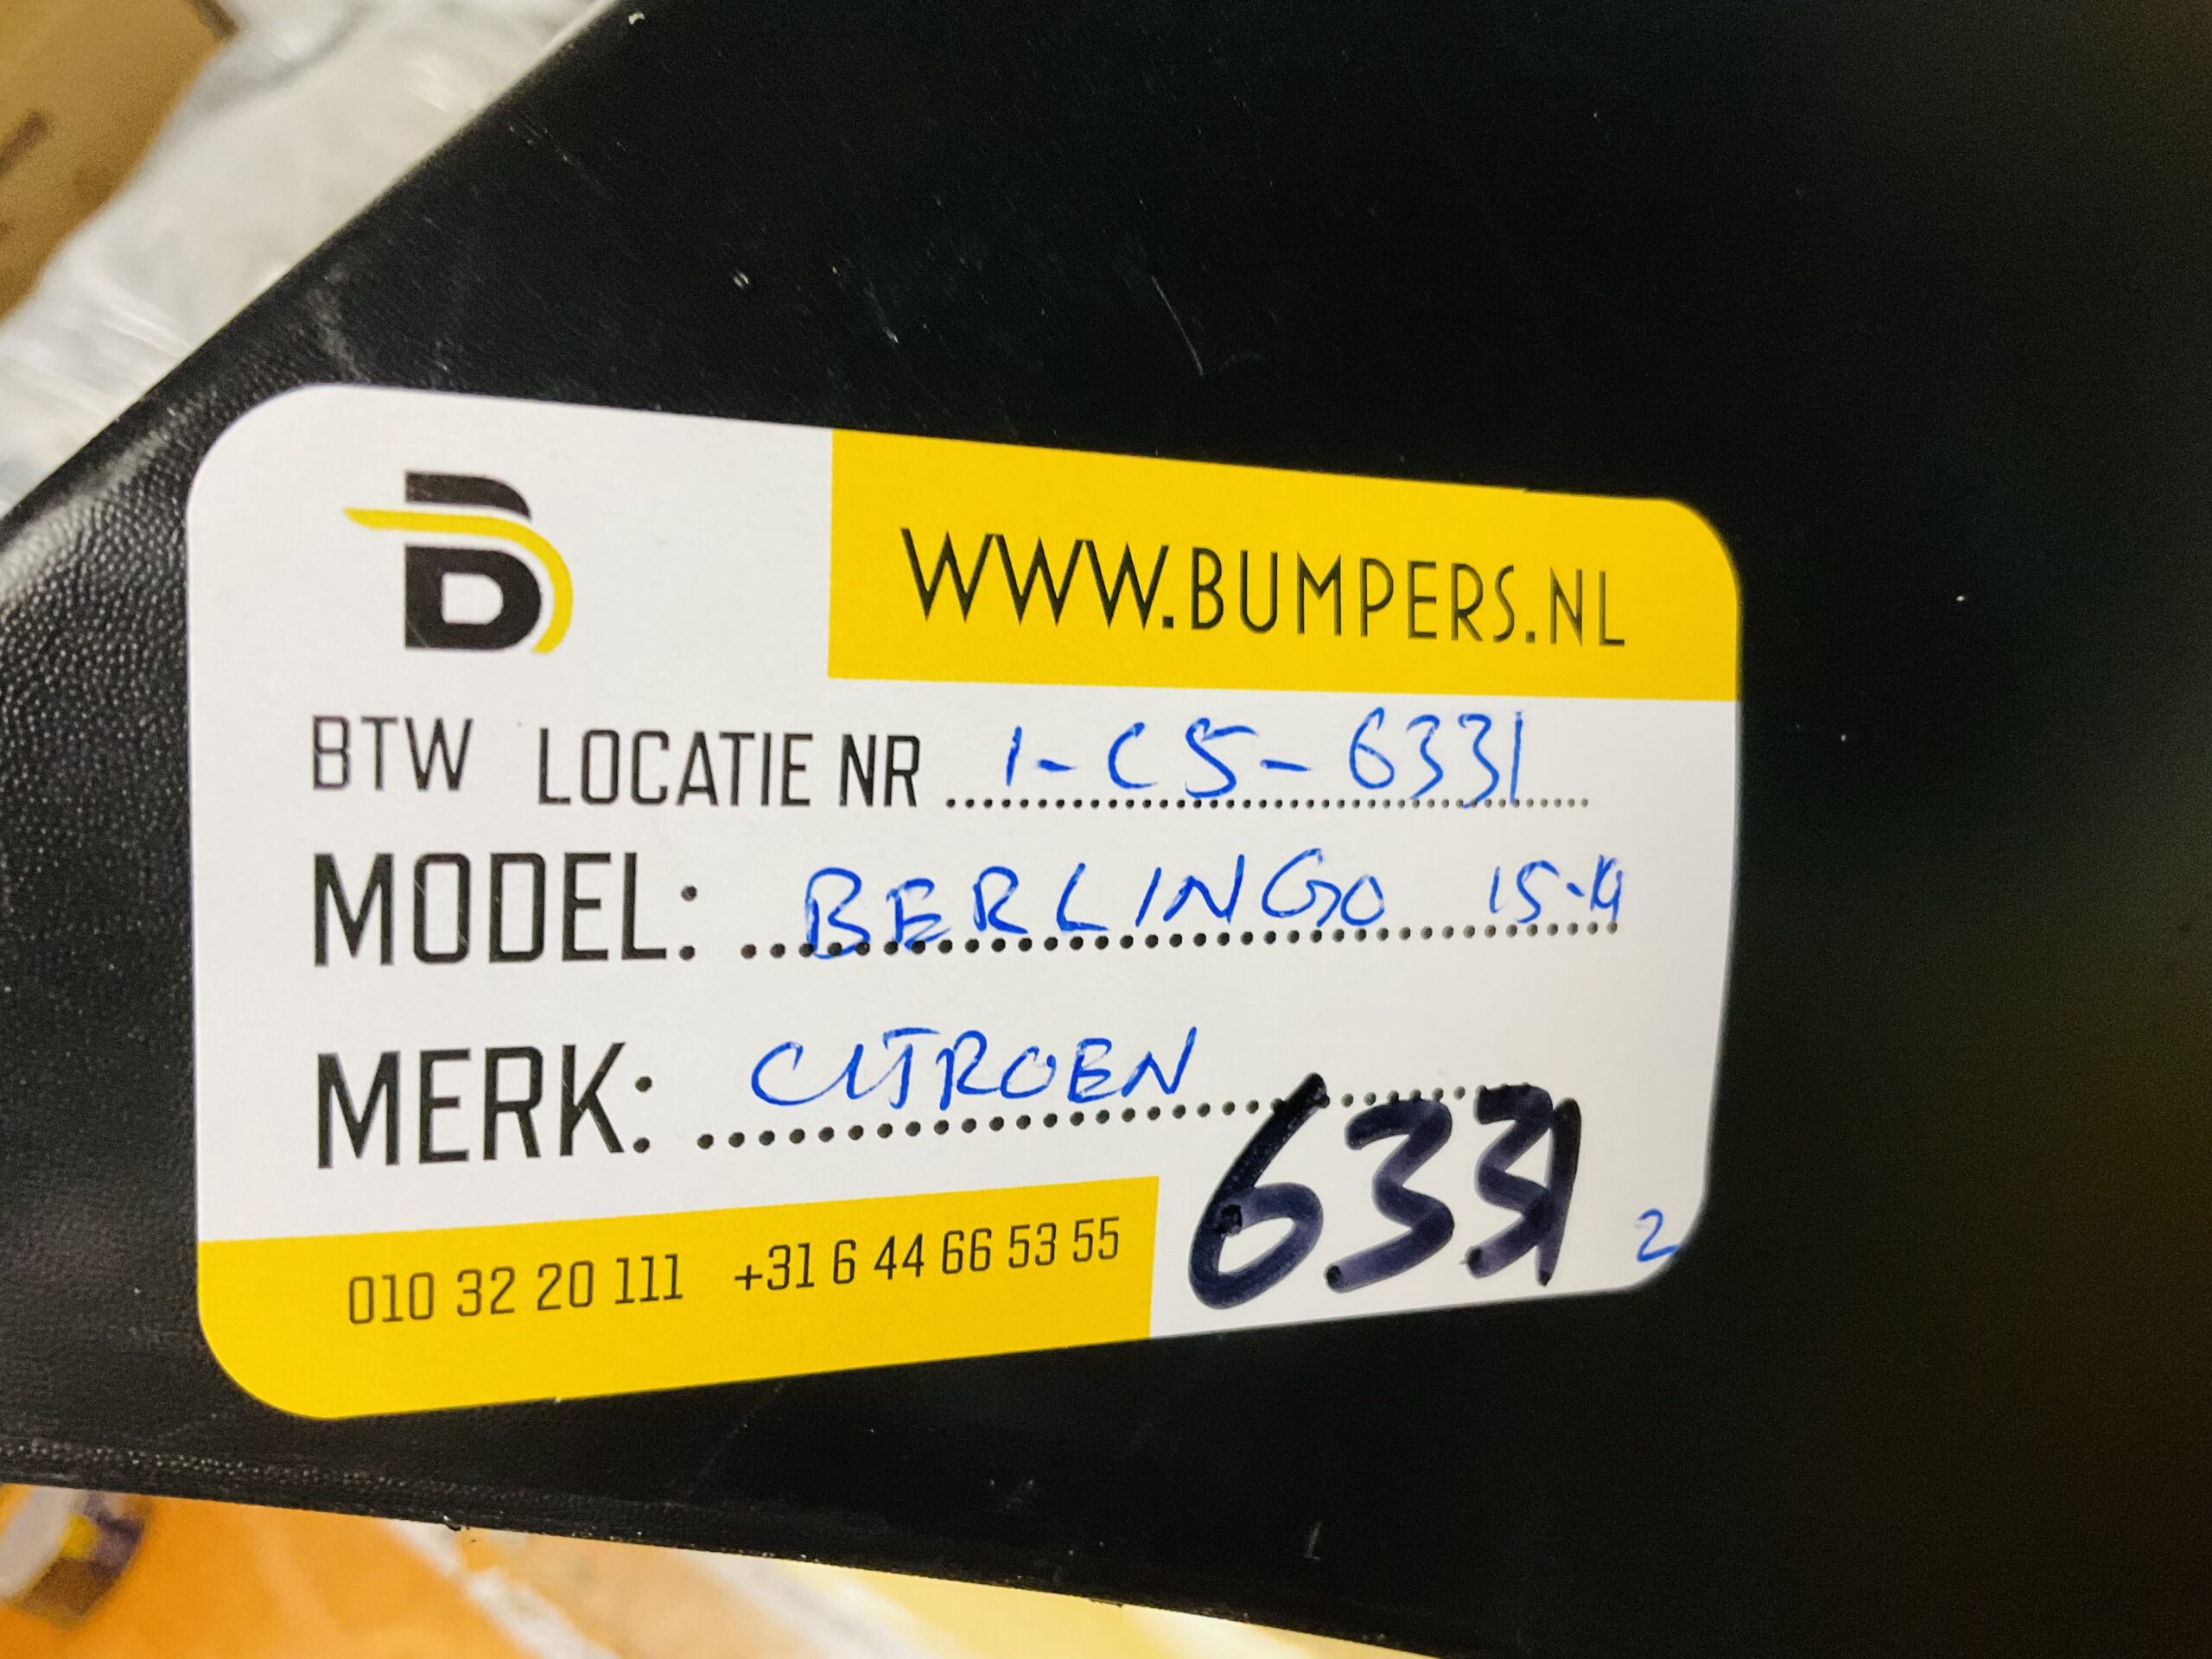 B
WWW.BUMPERS.NL
BTW LOCATIE NR 1-C5-6331
MODEL: BERLINGO 15-19
MERK: CITROEN
6331
010 32 20 111 +31 6 44 66 53 55
2